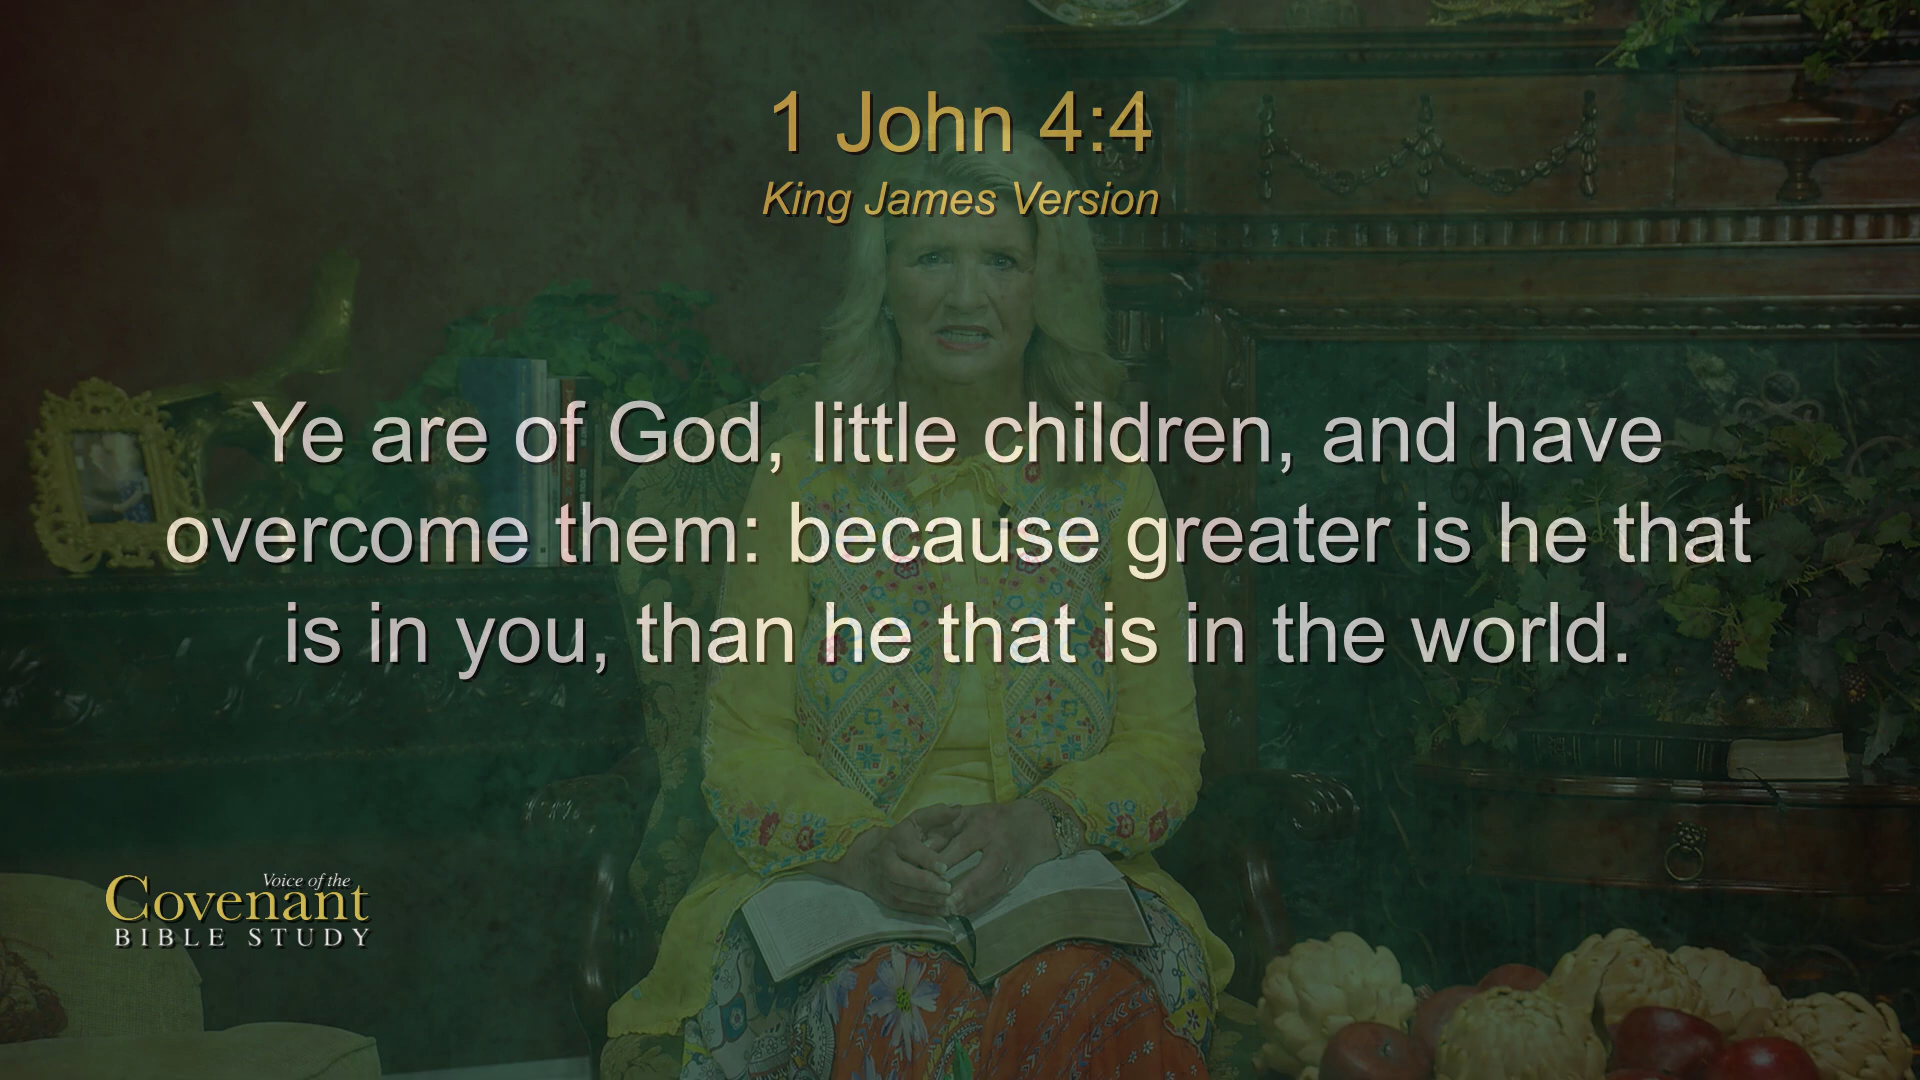 1 John 4:4
King James Version
Ye are of God, little children, and have
overcome them: because greater is he that
is in you, than he that is in the world.
Voice of the
Covenant
BIBLE STUDY